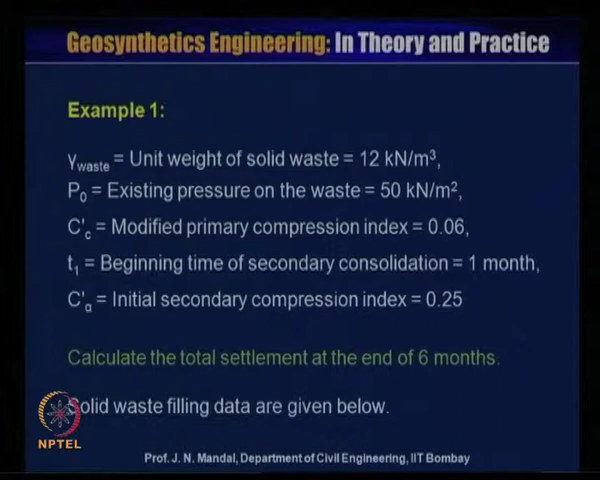 Geosynthetics Engineering: In Theory and Practice
Example 1:
γwaste = Unit weight of solid waste = 12 kN/m³,
P₀ = Existing pressure on the waste = 50 kN/m²,
C'c = Modified primary compression index = 0.06,
t₁ = Beginning time of secondary consolidation = 1 month,
C'α = Initial secondary compression index = 0.25
Calculate the total settlement at the end of 6 months.
Solid waste filling data are given below.
NPTEL
Prof. J. N. Mandal, Department of Civil Engineering, IIT Bombay